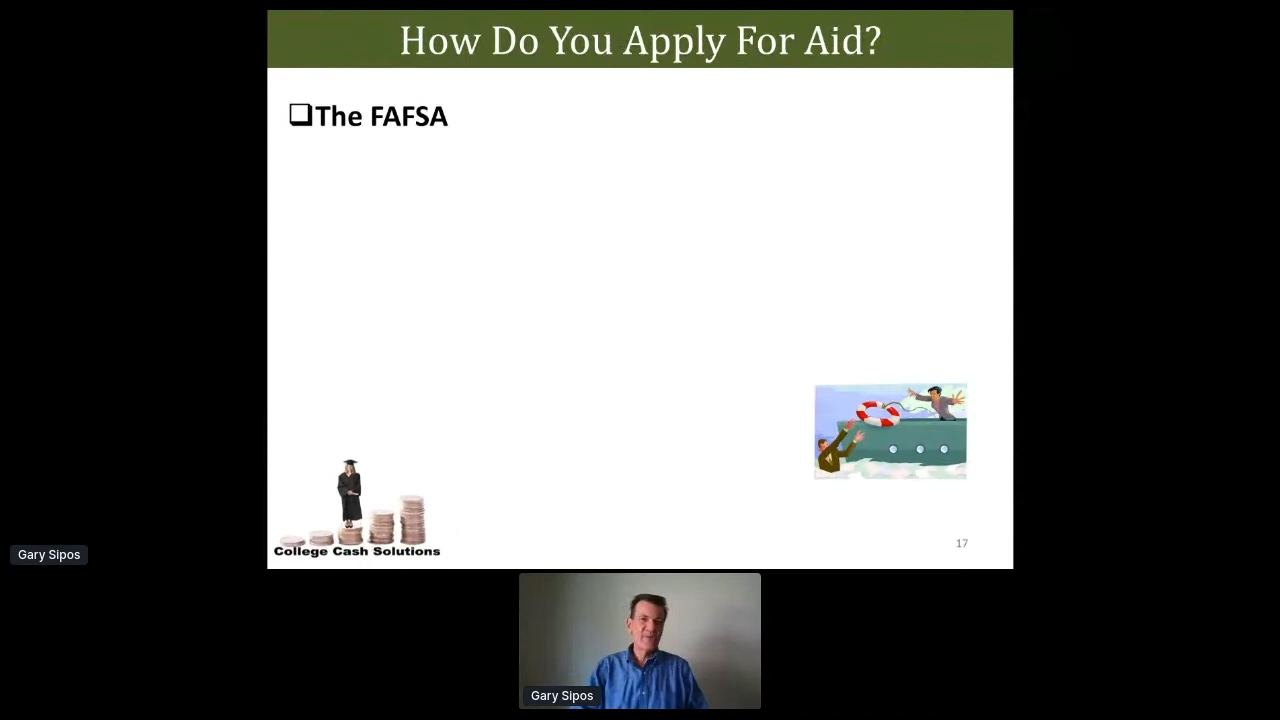 How Do You Apply For Aid?
❑The FAFSA
College Cash Solutions
17
Gary Sipos
Gary Sipos